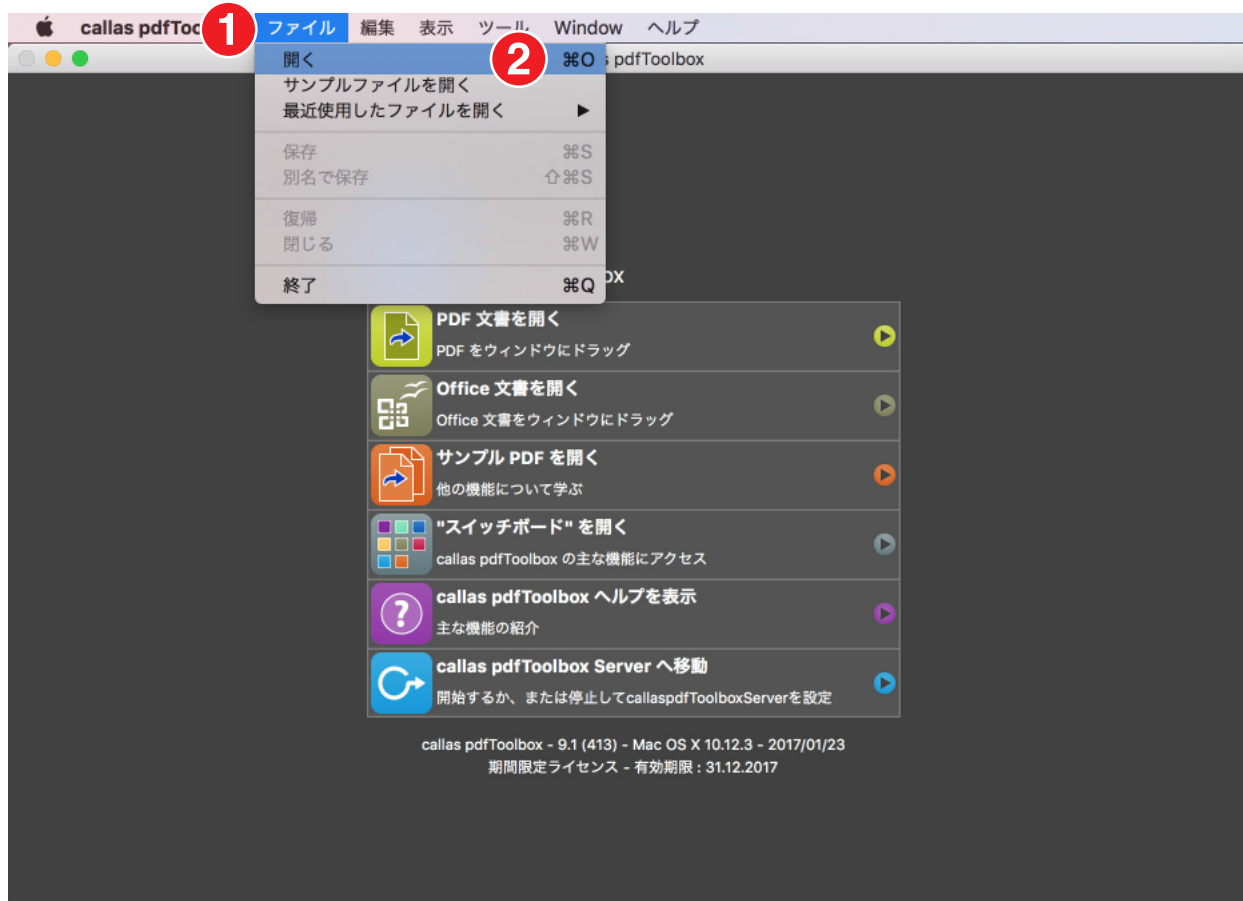 callas pdfToo
1
ファイル 編集 表示 ツール Window ヘルプ
開く
2
⌘O
pdfToolbox
サンプルファイルを開く
最近使用したファイルを開く ▶
保存 ⌘S
別名で保存 ⇧⌘S
復帰 ⌘R
閉じる ⌘W
終了 ⌘Q
PDF 文書を開く
PDF をウィンドウにドラッグ
Office 文書を開く
Office 文書をウィンドウにドラッグ
サンプル PDF を開く
他の機能について学ぶ
"スイッチボード" を開く
callas pdfToolbox の主な機能にアクセス
?
callas pdfToolbox ヘルプを表示
主な機能の紹介
callas pdfToolbox Server へ移動
開始するか、または停止してcallaspdfToolboxServerを設定
callas pdfToolbox - 9.1 (413) - Mac OS X 10.12.3 - 2017/01/23
期間限定ライセンス - 有効期限 : 31.12.2017